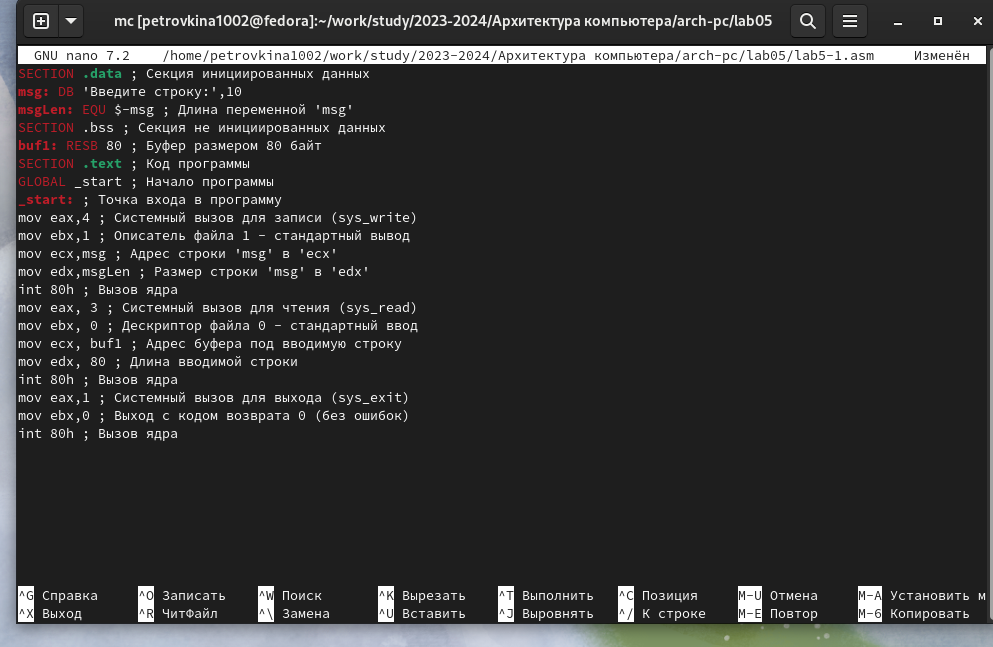 mc [petrovkina1002@fedora]:~/work/study/2023-2024/Архитектура компьютера/arch-pc/lab05
GNU nano 7.2 /home/petrovkina1002/work/study/2023-2024/Архитектура компьютера/arch-pc/lab05/lab5-1.asm Изменён
SECTION .data ; Секция инициированных данных
msg: DB 'Введите строку:',10
msgLen: EQU $-msg ; Длина переменной 'msg'
SECTION .bss ; Секция не инициированных данных
buf1: RESB 80 ; Буфер размером 80 байт
SECTION .text ; Код программы
GLOBAL _start ; Начало программы
_start: ; Точка входа в программу
mov eax,4 ; Системный вызов для записи (sys_write)
mov ebx,1 ; Описатель файла 1 - стандартный вывод
mov ecx,msg ; Адрес строки 'msg' в 'ecx'
mov edx,msgLen ; Размер строки 'msg' в 'edx'
int 80h ; Вызов ядра
mov eax, 3 ; Системный вызов для чтения (sys_read)
mov ebx, 0 ; Дескриптор файла 0 - стандартный ввод
mov ecx, buf1 ; Адрес буфера под вводимую строку
mov edx, 80 ; Длина вводимой строки
int 80h ; Вызов ядра
mov eax,1 ; Системный вызов для выхода (sys_exit)
mov ebx,0 ; Выход с кодом возврата 0 (без ошибок)
int 80h ; Вызов ядра
^G Справка ^O Записать ^W Поиск ^K Вырезать ^T Выполнить ^C Позиция M-U Отмена M-A Установить м
^X Выход ^R ЧитФайл ^\ Замена ^U Вставить ^J Выровнять ^/ К строке M-E Повтор M-6 Копировать